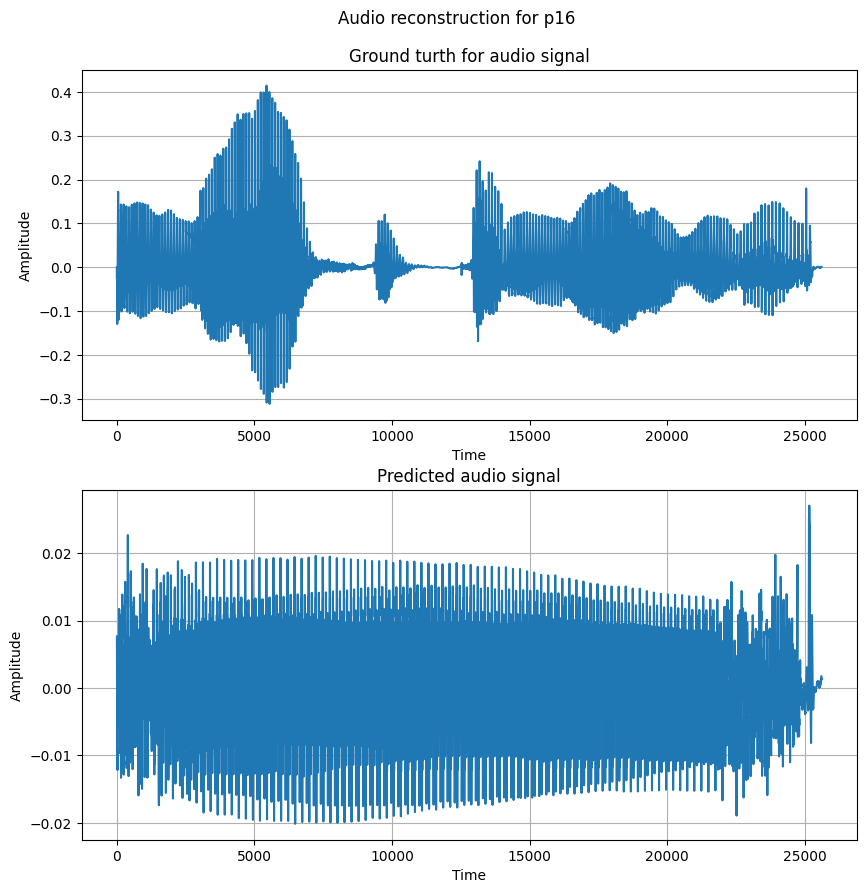 Audio reconstruction for p16
Ground turth for audio signal
0.4
0.3
0.2
0.1
0.0
−0.1
−0.2
−0.3
Amplitude
0 5000 10000 15000 20000 25000
Time
Predicted audio signal
0.02
0.01
0.00
−0.01
−0.02
Amplitude
0 5000 10000 15000 20000 25000
Time